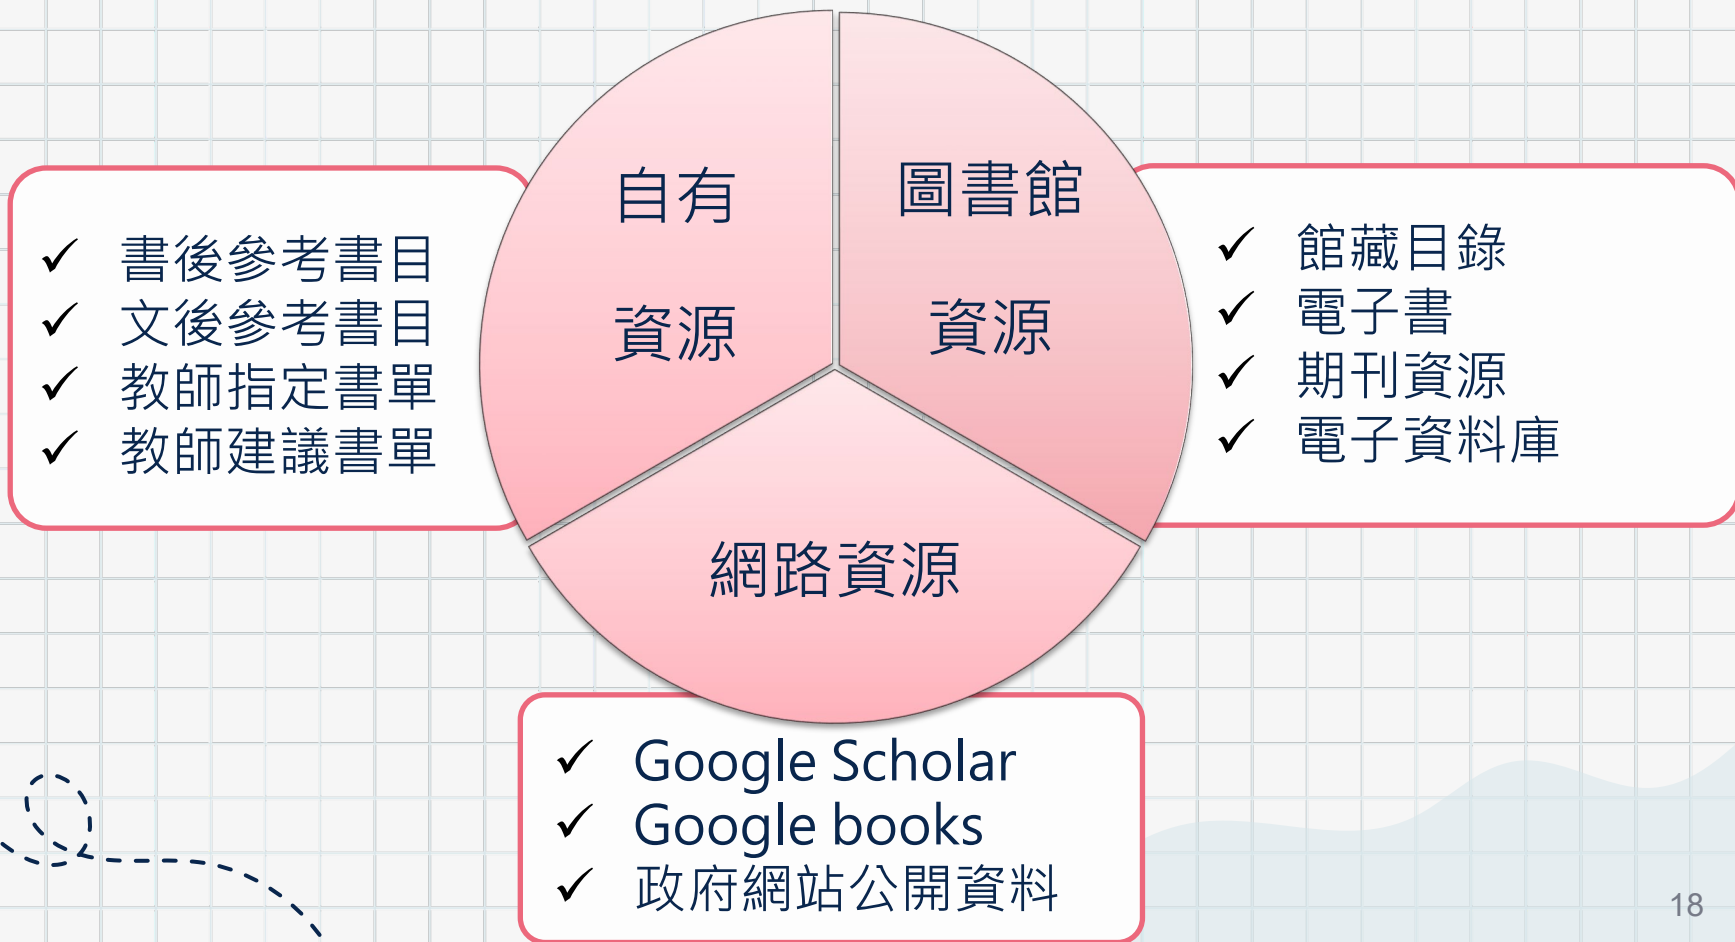 自有
資源
圖書館
資源
網路資源
書後參考書目
文後參考書目
教師指定書單
教師建議書單
館藏目錄
電子書
期刊資源
電子資料庫
Google Scholar
Google books
政府網站公開資料
18